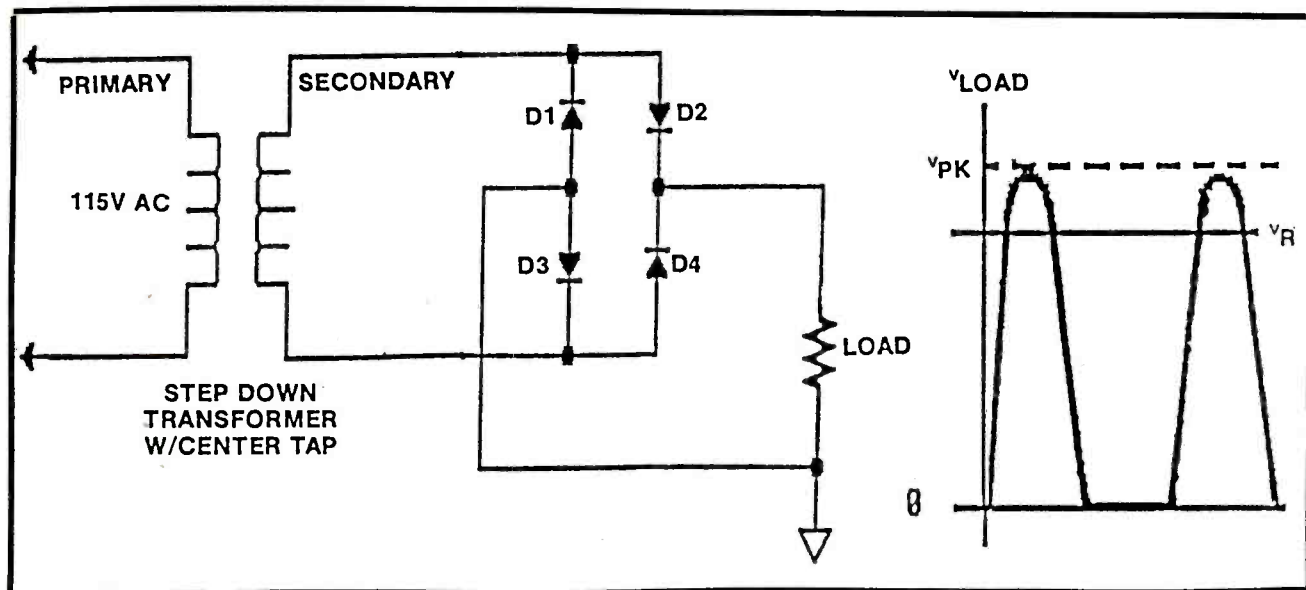 PRIMARY
SECONDARY
115V AC
STEP DOWN
TRANSFORMER
W/CENTER TAP
D1
D2
D3
D4
LOAD
VLOAD
VPK
VR
0